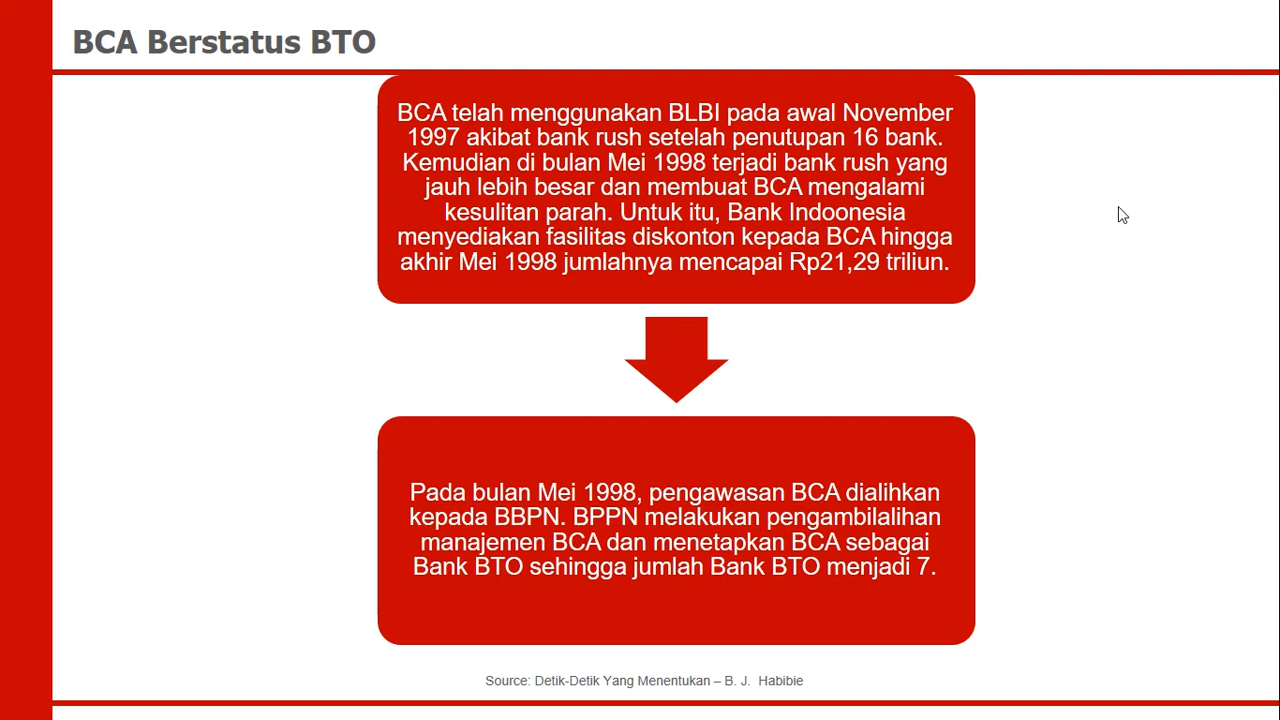 BCA Berstatus BTO
BCA telah menggunakan BLBI pada awal November
1997 akibat bank rush setelah penutupan 16 bank.
Kemudian di bulan Mei 1998 terjadi bank rush yang
jauh lebih besar dan membuat BCA mengalami
kesulitan parah. Untuk itu, Bank Indoonesia
menyediakan fasilitas diskonton kepada BCA hingga
akhir Mei 1998 jumlahnya mencapai Rp21,29 triliun.
Pada bulan Mei 1998, pengawasan BCA dialihkan
kepada BBPN. BPPN melakukan pengambilalihan
manajemen BCA dan menetapkan BCA sebagai
Bank BTO sehingga jumlah Bank BTO menjadi 7.
Source: Detik-Detik Yang Menentukan – B. J. Habibie